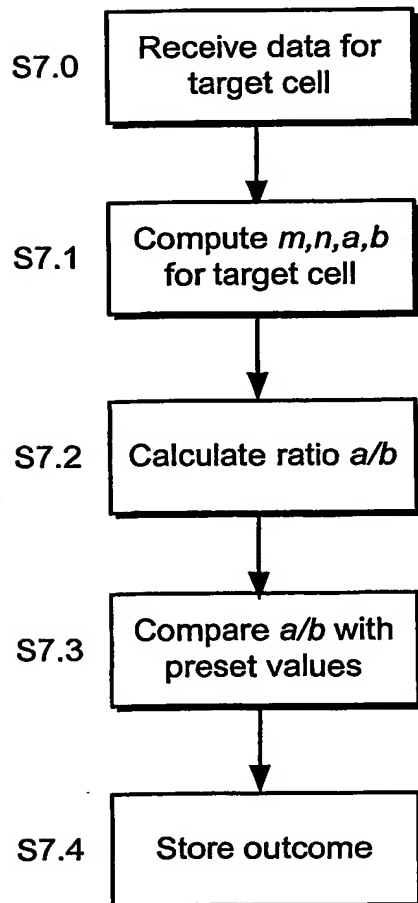 S7.0
Receive data for
target cell
S7.1
Compute m,n,a,b
for target cell
S7.2
Calculate ratio a/b
S7.3
Compare a/b with
preset values
S7.4
Store outcome